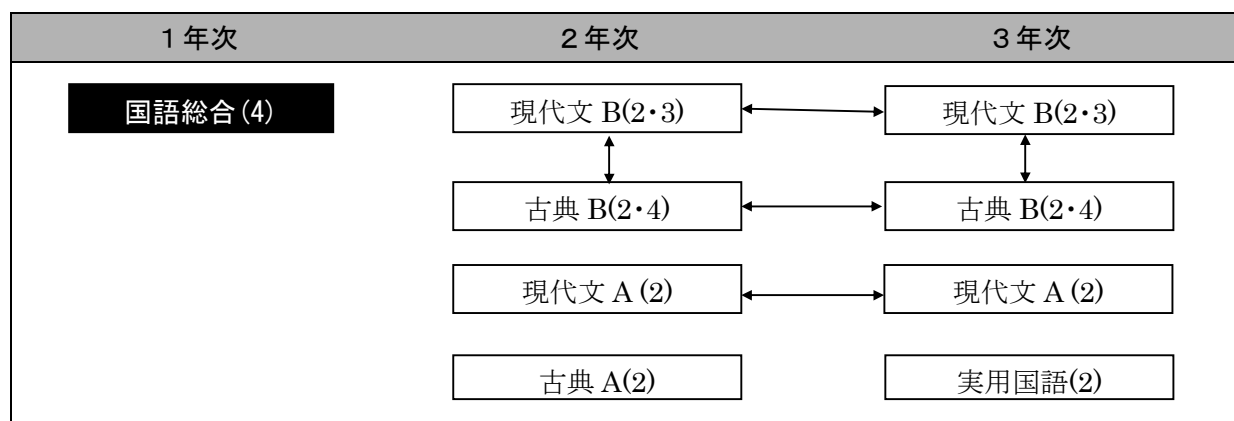 １年次 ２年次 ３年次
国語総合(4) 現代文 B(2・3) 現代文 B(2・3)
古典 B(2・4) 古典 B(2・4)
現代文 A (2) 現代文 A (2)
古典 A(2) 実用国語(2)